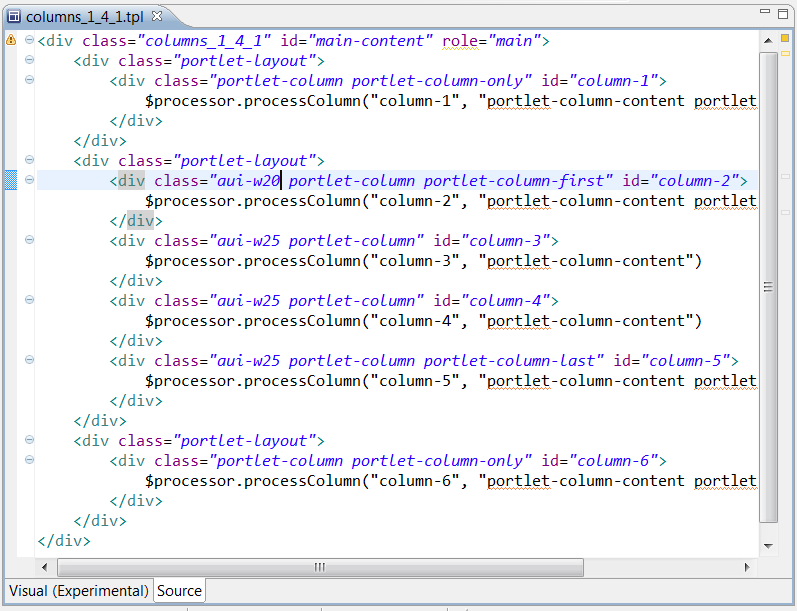 columns_1_4_1.tpl
<div class="columns_1_4_1" id="main-content" role="main">
<div class="portlet-layout">
<div class="portlet-column portlet-column-only" id="column-1">
$processor.processColumn("column-1", "portlet-column-content portlet
</div>
</div>
<div class="portlet-layout">
<div class="aui-w20 portlet-column portlet-column-first" id="column-2">
$processor.processColumn("column-2", "portlet-column-content portlet
</div>
<div class="aui-w25 portlet-column" id="column-3">
$processor.processColumn("column-3", "portlet-column-content")
</div>
<div class="aui-w25 portlet-column" id="column-4">
$processor.processColumn("column-4", "portlet-column-content")
</div>
<div class="aui-w25 portlet-column portlet-column-last" id="column-5">
$processor.processColumn("column-5", "portlet-column-content portlet
</div>
</div>
<div class="portlet-layout">
<div class="portlet-column portlet-column-only" id="column-6">
$processor.processColumn("column-6", "portlet-column-content portlet
</div>
</div>
</div>
Visual (Experimental) Source